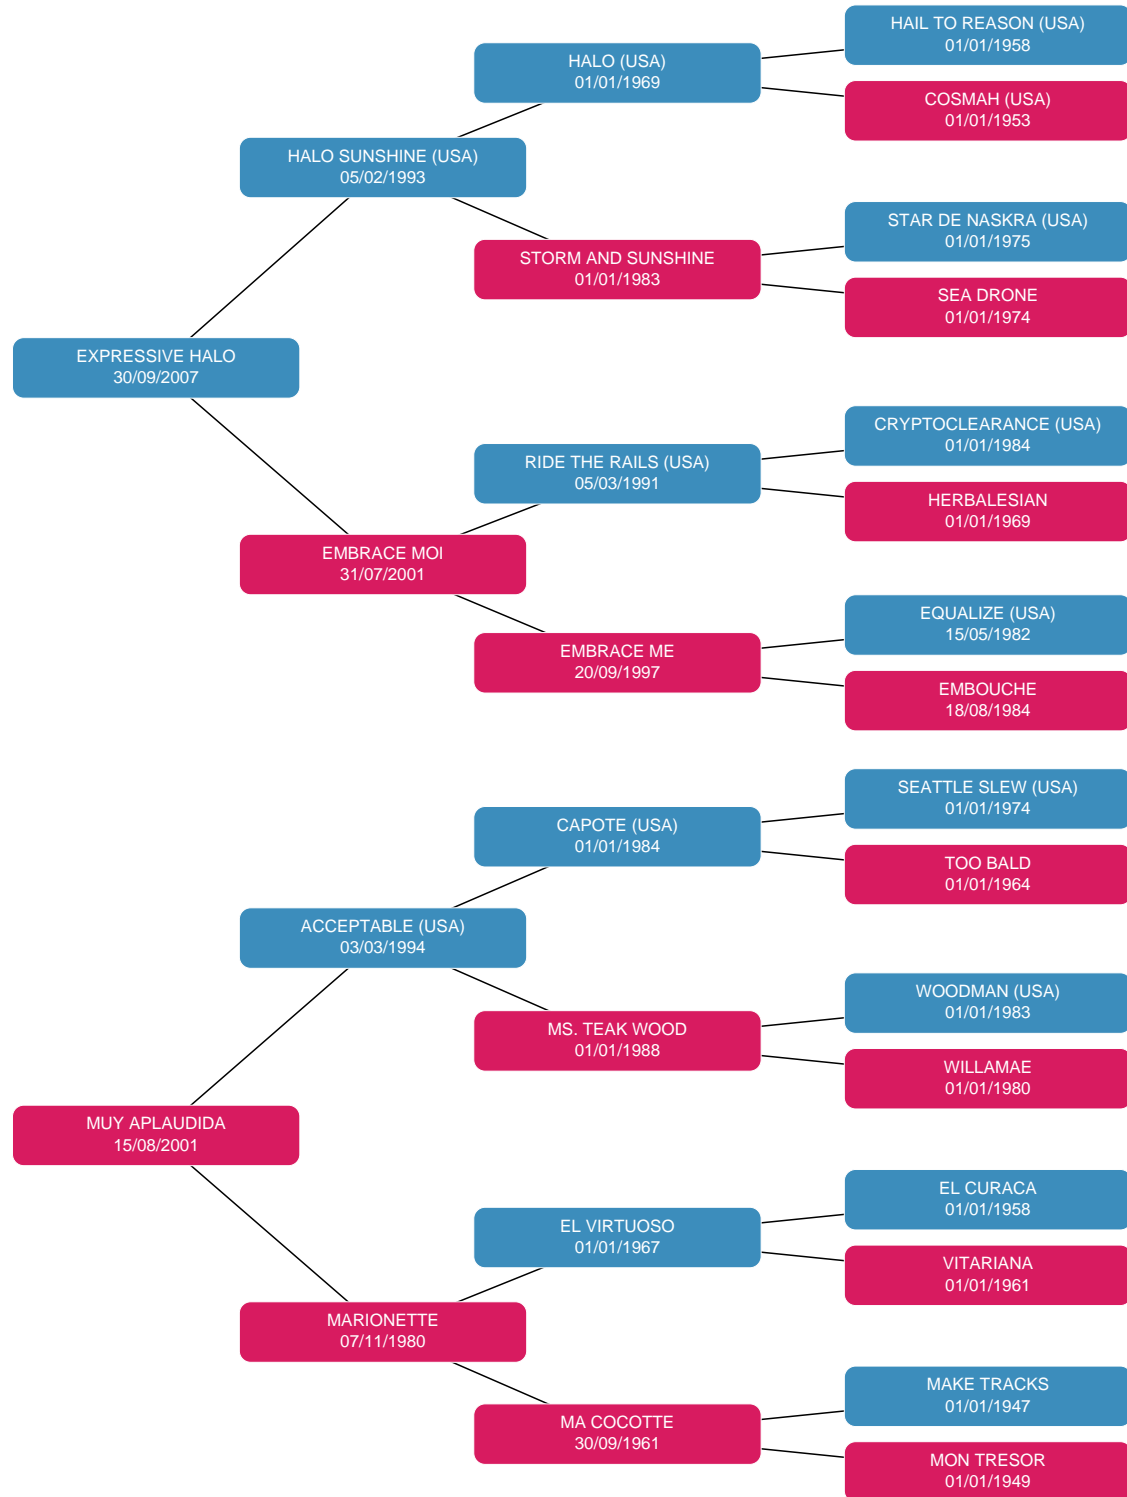 HAIL TO REASON (USA)
01/01/1958
HALO (USA)
01/01/1969
COSMAH (USA)
01/01/1953
HALO SUNSHINE (USA)
05/02/1993
STAR DE NASKRA (USA)
01/01/1975
STORM AND SUNSHINE
01/01/1983
SEA DRONE
01/01/1974
EXPRESSIVE HALO
30/09/2007
CRYPTOCLEARANCE (USA)
01/01/1984
RIDE THE RAILS (USA)
05/03/1991
HERBALESIAN
01/01/1969
EMBRACE MOI
31/07/2001
EQUALIZE (USA)
15/05/1982
EMBRACE ME
20/09/1997
EMBOUCHE
18/08/1984
SEATTLE SLEW (USA)
01/01/1974
CAPOTE (USA)
01/01/1984
TOO BALD
01/01/1964
ACCEPTABLE (USA)
03/03/1994
WOODMAN (USA)
01/01/1983
MS. TEAK WOOD
01/01/1988
WILLAMAE
01/01/1980
MUY APLAUDIDA
15/08/2001
EL CURACA
01/01/1958
EL VIRTUOSO
01/01/1967
VITARIANA
01/01/1961
MARIONETTE
07/11/1980
MAKE TRACKS
01/01/1947
MA COCOTTE
30/09/1961
MON TRESOR
01/01/1949